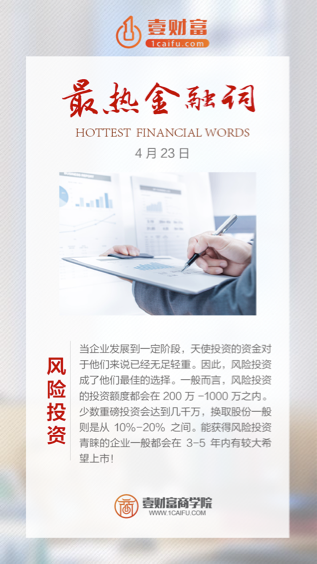 壹财富
1caifu.com
最热金融词
HOTTEST FINANCIAL WORDS
4月23日
风险投资
当企业发展到一定阶段，天使投资的资金对
于他们来说已经无足轻重。因此，风险投资
成了他们最佳的选择。一般而言，风险投资
的投资额度都会在 200 万 -1000 万之内。
少数重磅投资会达到几千万，换取股份一般
则是从 10%-20% 之间。能获得风险投资
青睐的企业一般都会在 3-5 年内有较大希
望上市！
商
壹财富商学院
WWW.1CAIFU.COM